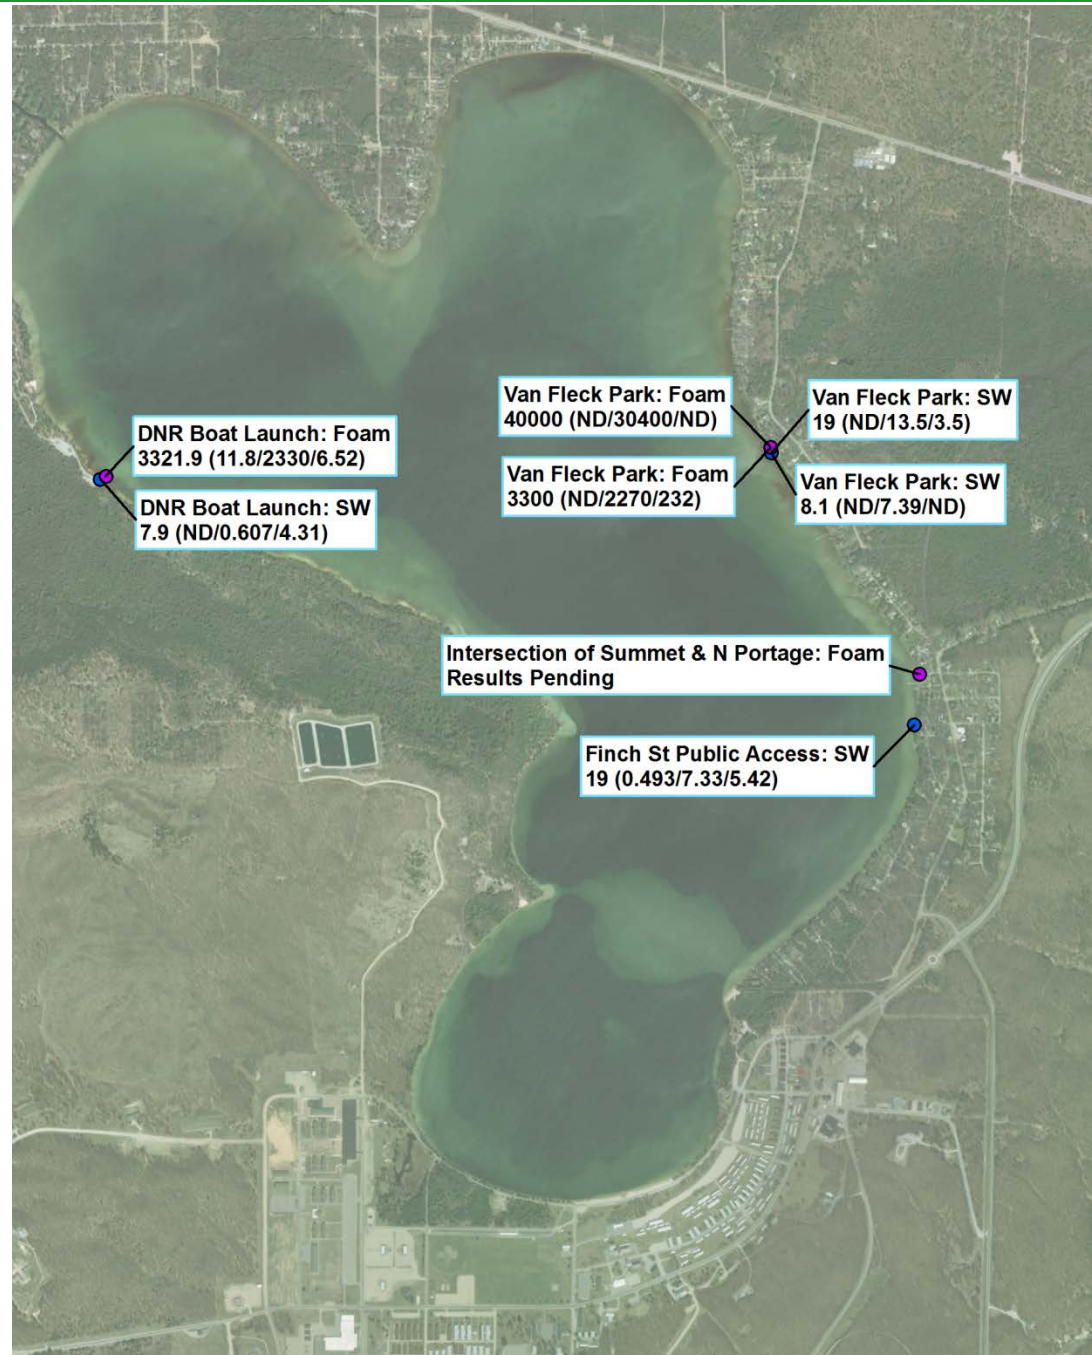 Van Fleck Park: Foam
40000 (ND/30400/ND)
Van Fleck Park: SW
19 (ND/13.5/3.5)
DNR Boat Launch: Foam
3321.9 (11.8/2330/6.52)
Van Fleck Park: Foam
3300 (ND/2270/232)
Van Fleck Park: SW
8.1 (ND/7.39/ND)
DNR Boat Launch: SW
7.9 (ND/0.607/4.31)
Intersection of Summet & N Portage: Foam
Results Pending
Finch St Public Access: SW
19 (0.493/7.33/5.42)